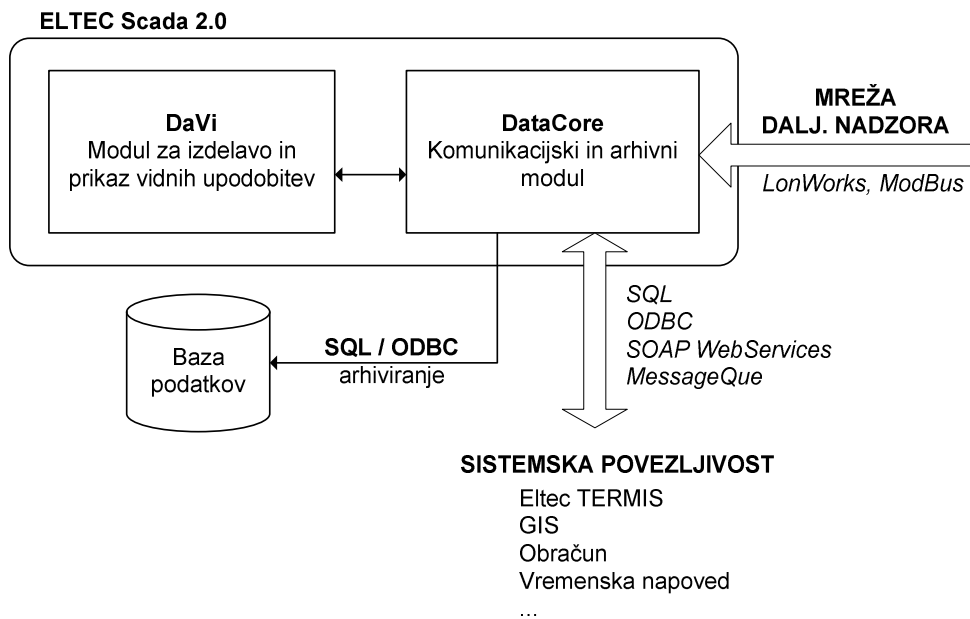 ELTEC Scada 2.0
DaVi
Modul za izdelavo in
prikaz vidnih upodobitev
DataCore
Komunikacijski in arhivni
modul
MREŽA
DALJ. NADZORA
LonWorks, ModBus
Baza
podatkov
SQL / ODBC
arhiviranje
SQL
ODBC
SOAP WebServices
MessageQue
SISTEMSKA POVEZLJIVOST
Eltec TERMIS
GIS
Obračun
Vremenska napoved
...